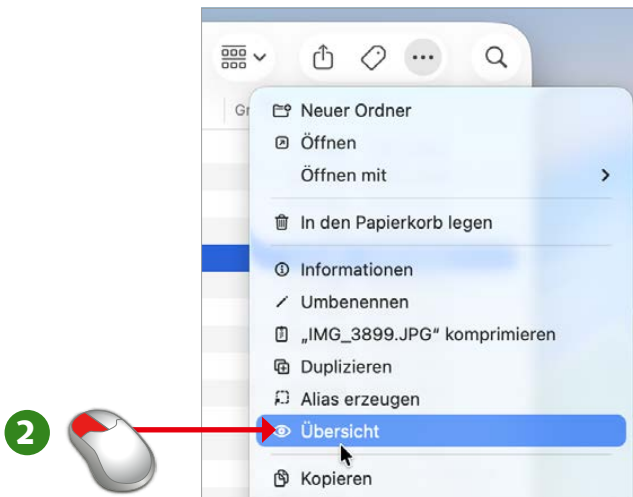 Gr
Neuer Ordner
Öffnen
Öffnen mit
In den Papierkorb legen
Informationen
Umbenennen
„IMG_3899.JPG“ komprimieren
Duplizieren
Alias erzeugen
2 Übersicht
Kopieren